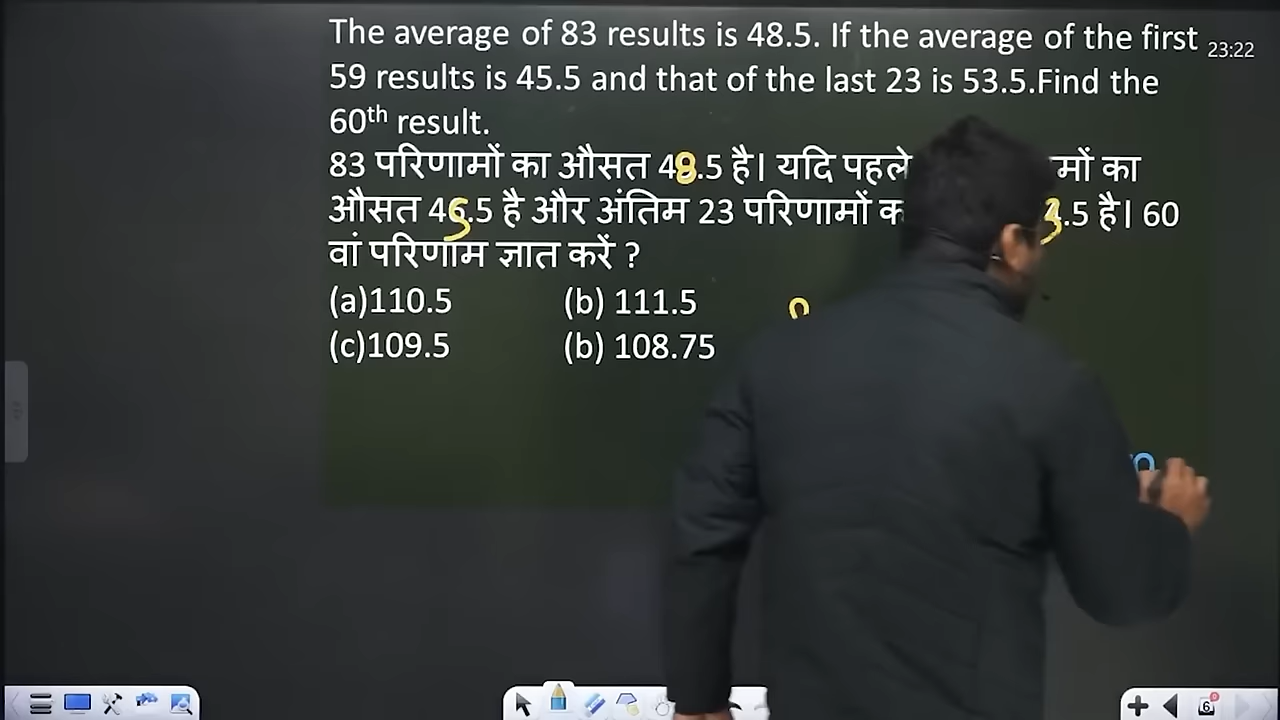 The average of 83 results is 48.5. If the average of the first
23:22
59 results is 45.5 and that of the last 23 is 53.5.Find the
60th result.
83 परिणामों का औसत 48.5 है। यदि पहले मों का
औसत 45.5 है और अंतिम 23 परिणामों 3.5 है। 60
वां परिणाम ज्ञात करें ?
(a)110.5 (b) 111.5
(c)109.5 (b) 108.75